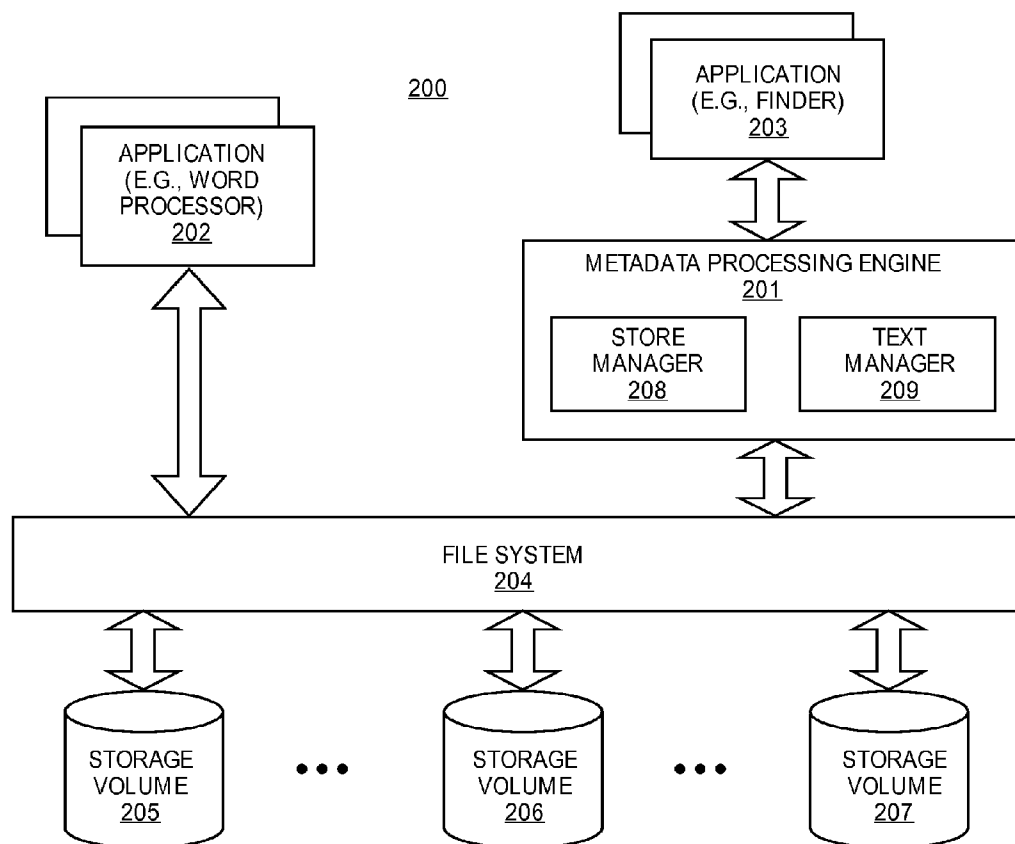 200
APPLICATION
(E.G., FINDER)
203
APPLICATION
(E.G., WORD
PROCESSOR)
202
METADATA PROCESSING ENGINE
201
STORE
MANAGER
208
TEXT
MANAGER
209
FILE SYSTEM
204
STORAGE
VOLUME
205
STORAGE
VOLUME
206
STORAGE
VOLUME
207